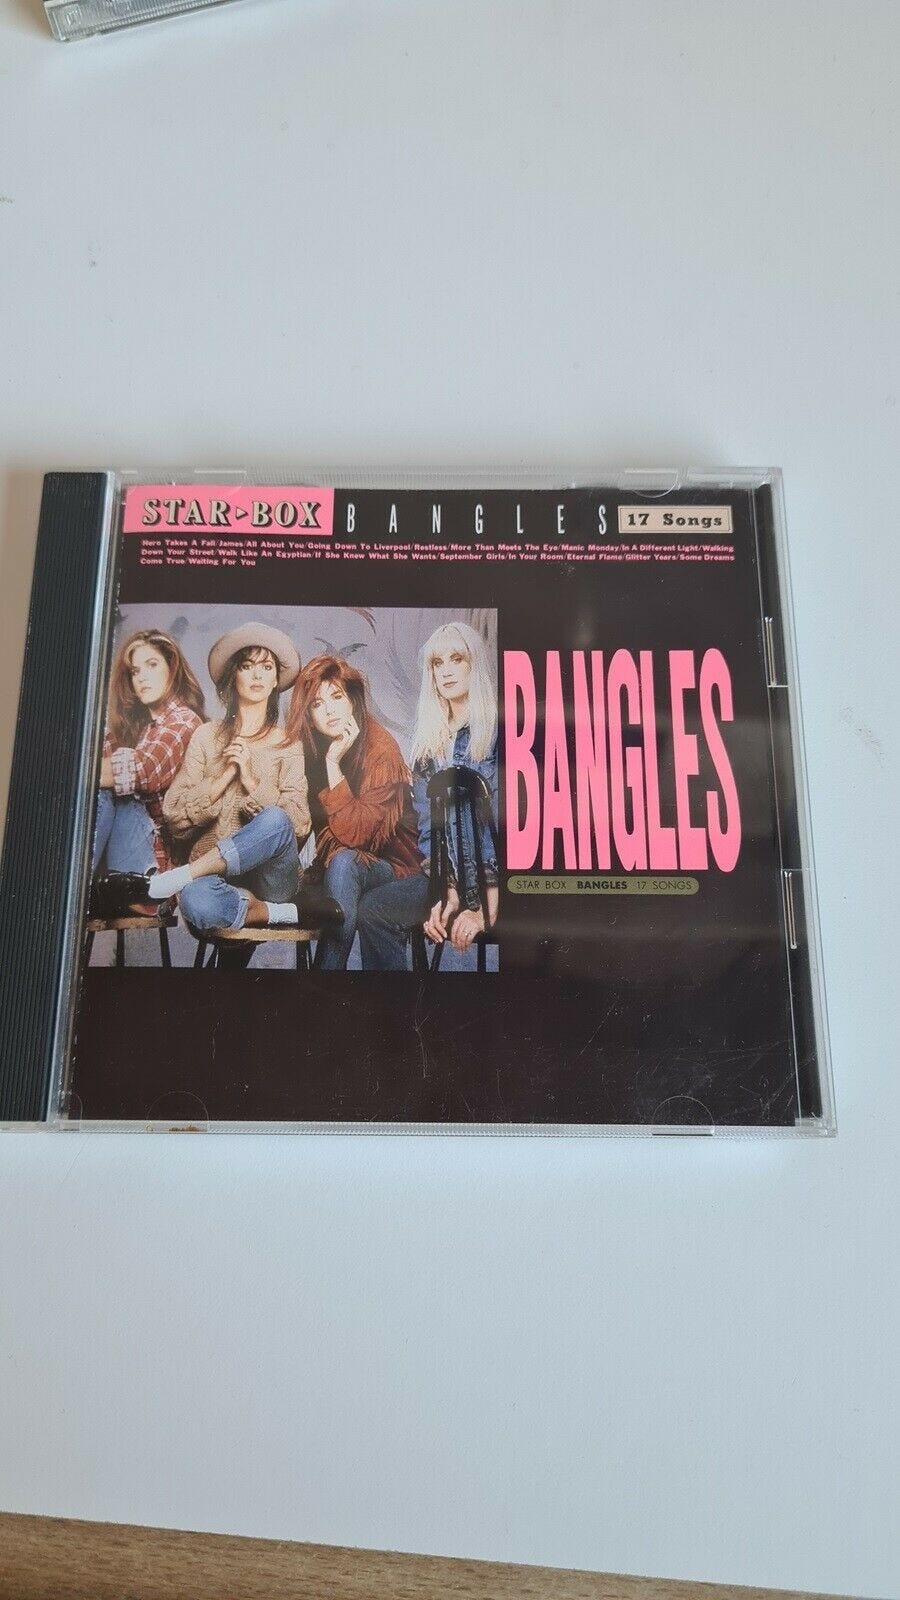 STAR▸BOX BANGLES 17 Songs
Hero Takes A Fall/James/All About You/Going Down To Liverpool/Restless/More Than Meets The Eye/Manic Monday/In A Different Light/Walking
Down Your Street/Walk Like An Egyptian/If She Knew What She Wants/September Girls/In Your Room/Eternal Flame/Glitter Years/Some Dreams
Come True/Waiting For You
BANGLES
STAR BOX BANGLES 17 SONGS